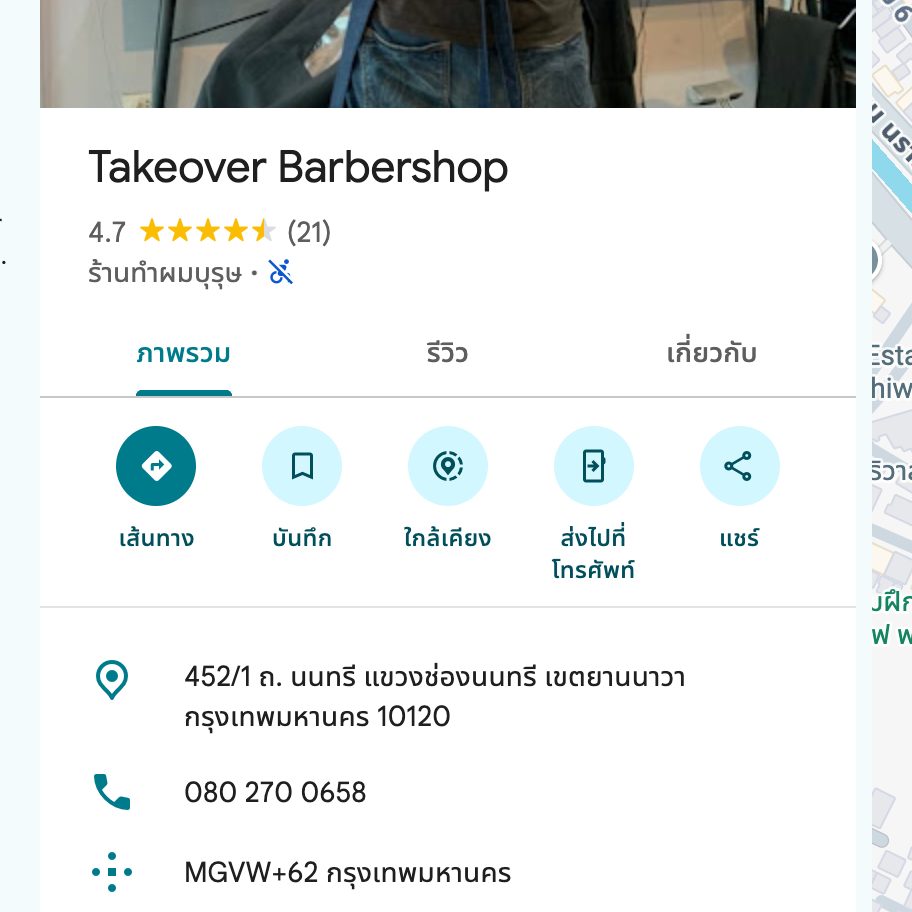 Takeover Barbershop
4.7 (21)
ร้านทำผมบุรุษ ·
ภาพรวม รีวิว เกี่ยวกับ
เส้นทาง บันทึก ใกล้เคียง ส่งไปที่ แชร์
โทรศัพท์
452/1 ถ. นนทรี แขวงช่องนนทรี เขตยานนาวา
กรุงเทพมหานคร 10120
080 270 0658
MGVW+62 กรุงเทพมหานคร